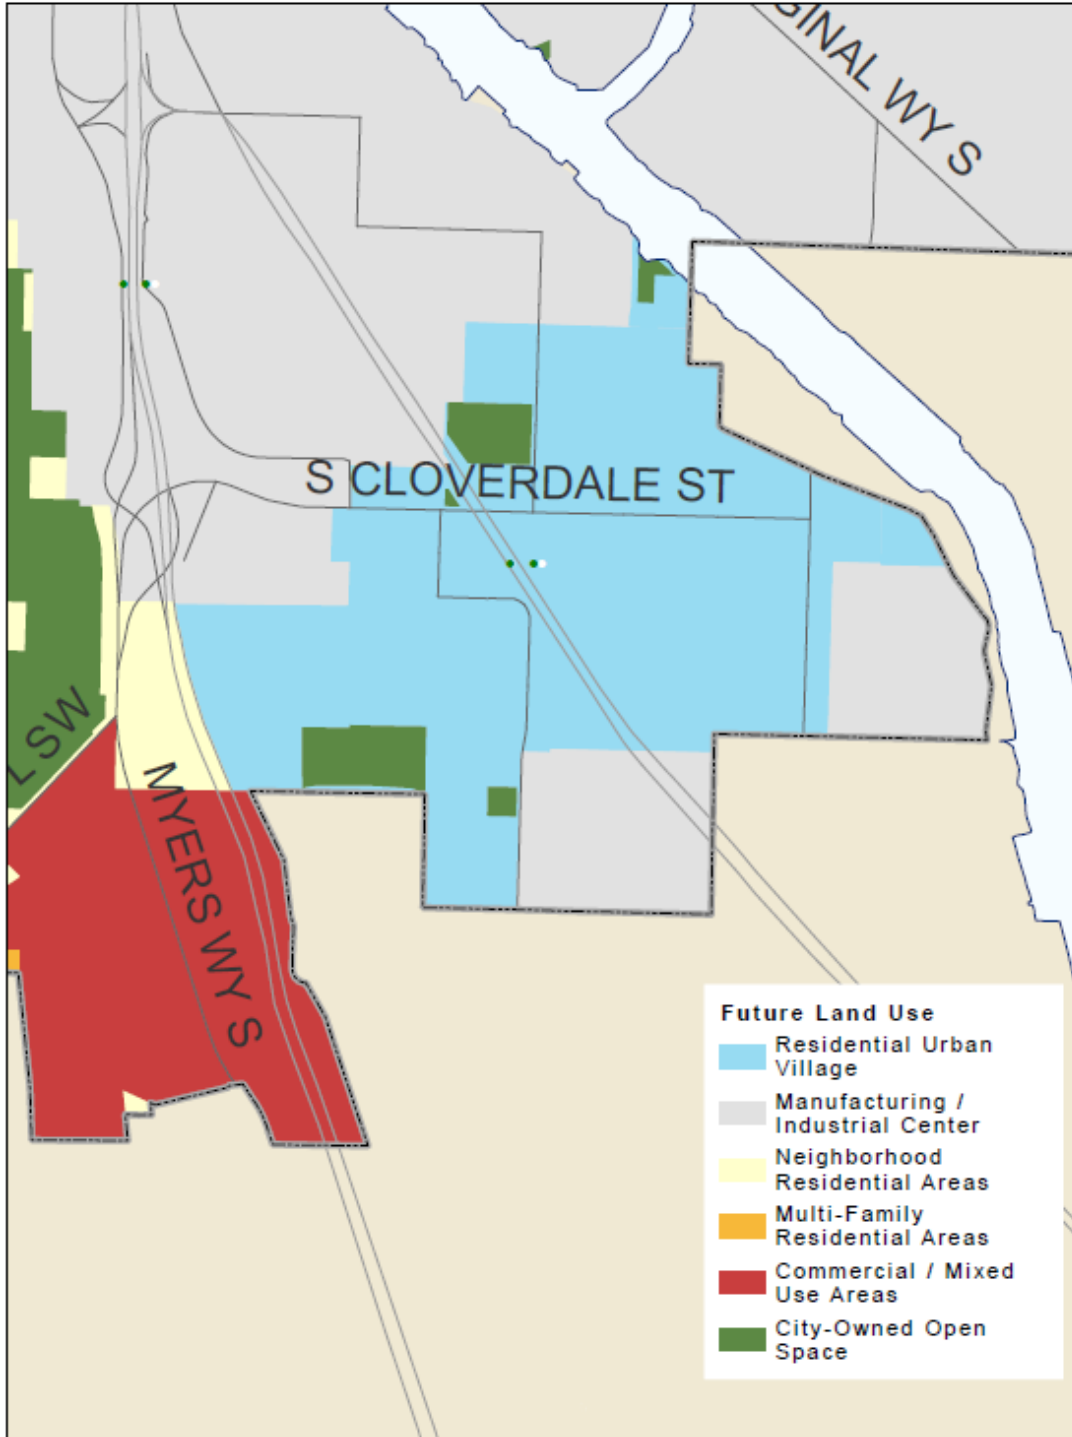 GINAL WY S
S CLOVERDALE ST
L SW
MYERS WY S
Future Land Use
Residential Urban
Village
Manufacturing /
Industrial Center
Neighborhood
Residential Areas
Multi-Family
Residential Areas
Commercial / Mixed
Use Areas
City-Owned Open
Space